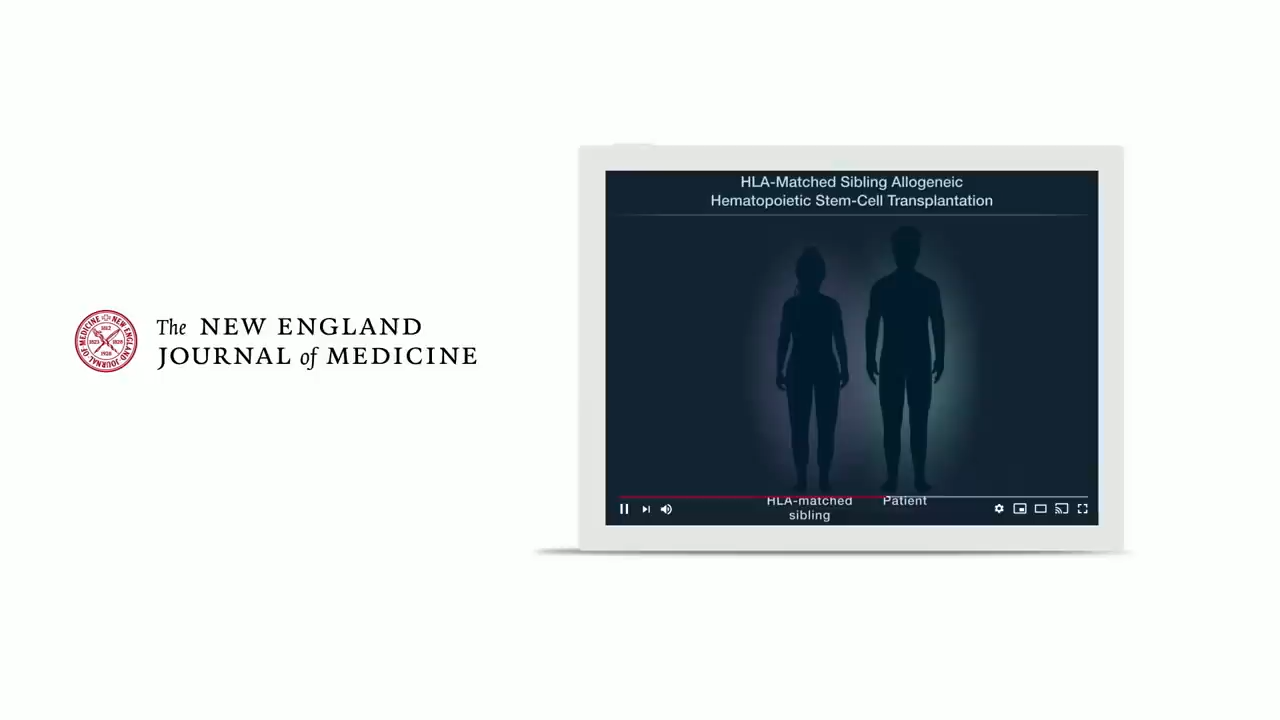 The NEW ENGLAND
JOURNAL of MEDICINE
HLA-Matched Sibling Allogeneic
Hematopoietic Stem-Cell Transplantation
HLA-matched
sibling
Patient